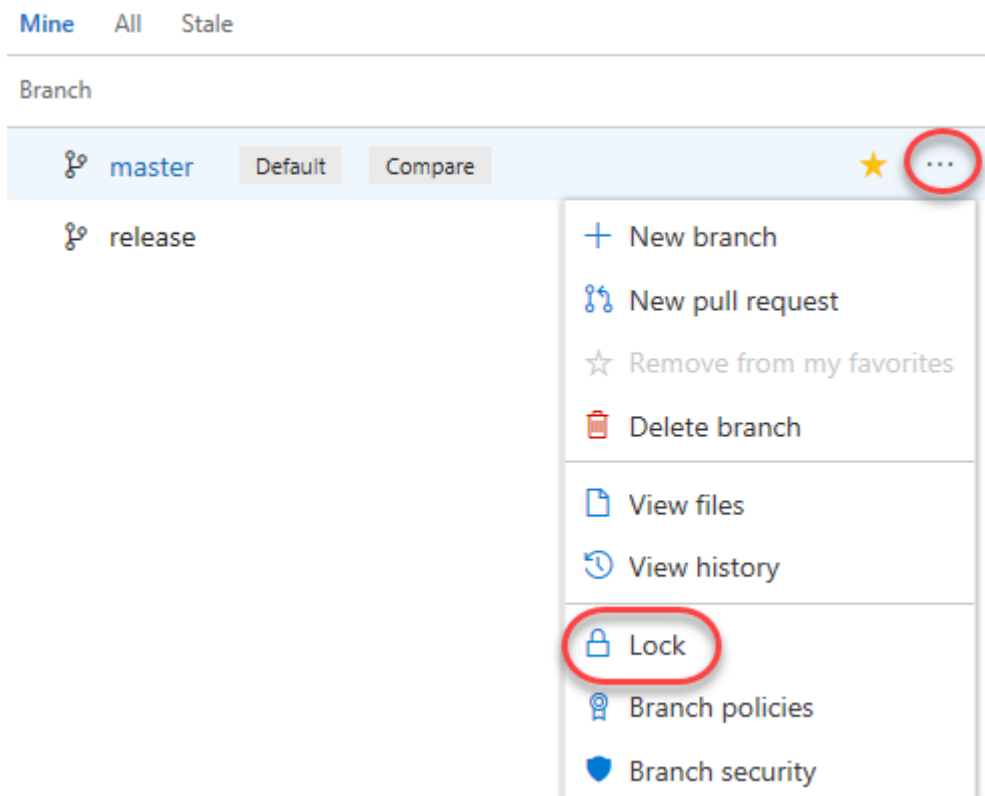 Mine All Stale
Branch
master Default Compare ...
release
New branch
New pull request
Remove from my favorites
Delete branch
View files
View history
Lock
Branch policies
Branch security